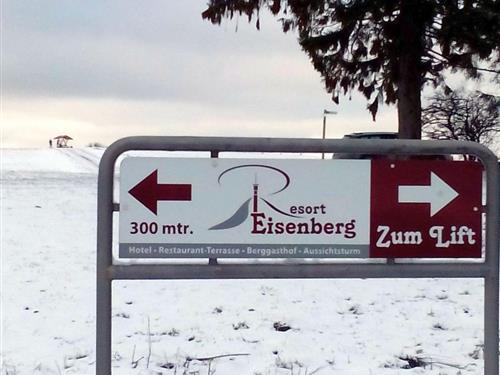 300 mtr.
Resort
Eisenberg
Hotel - Restaurant-Terrasse - Berggasthof - Aussichtsturm
Zum Lift